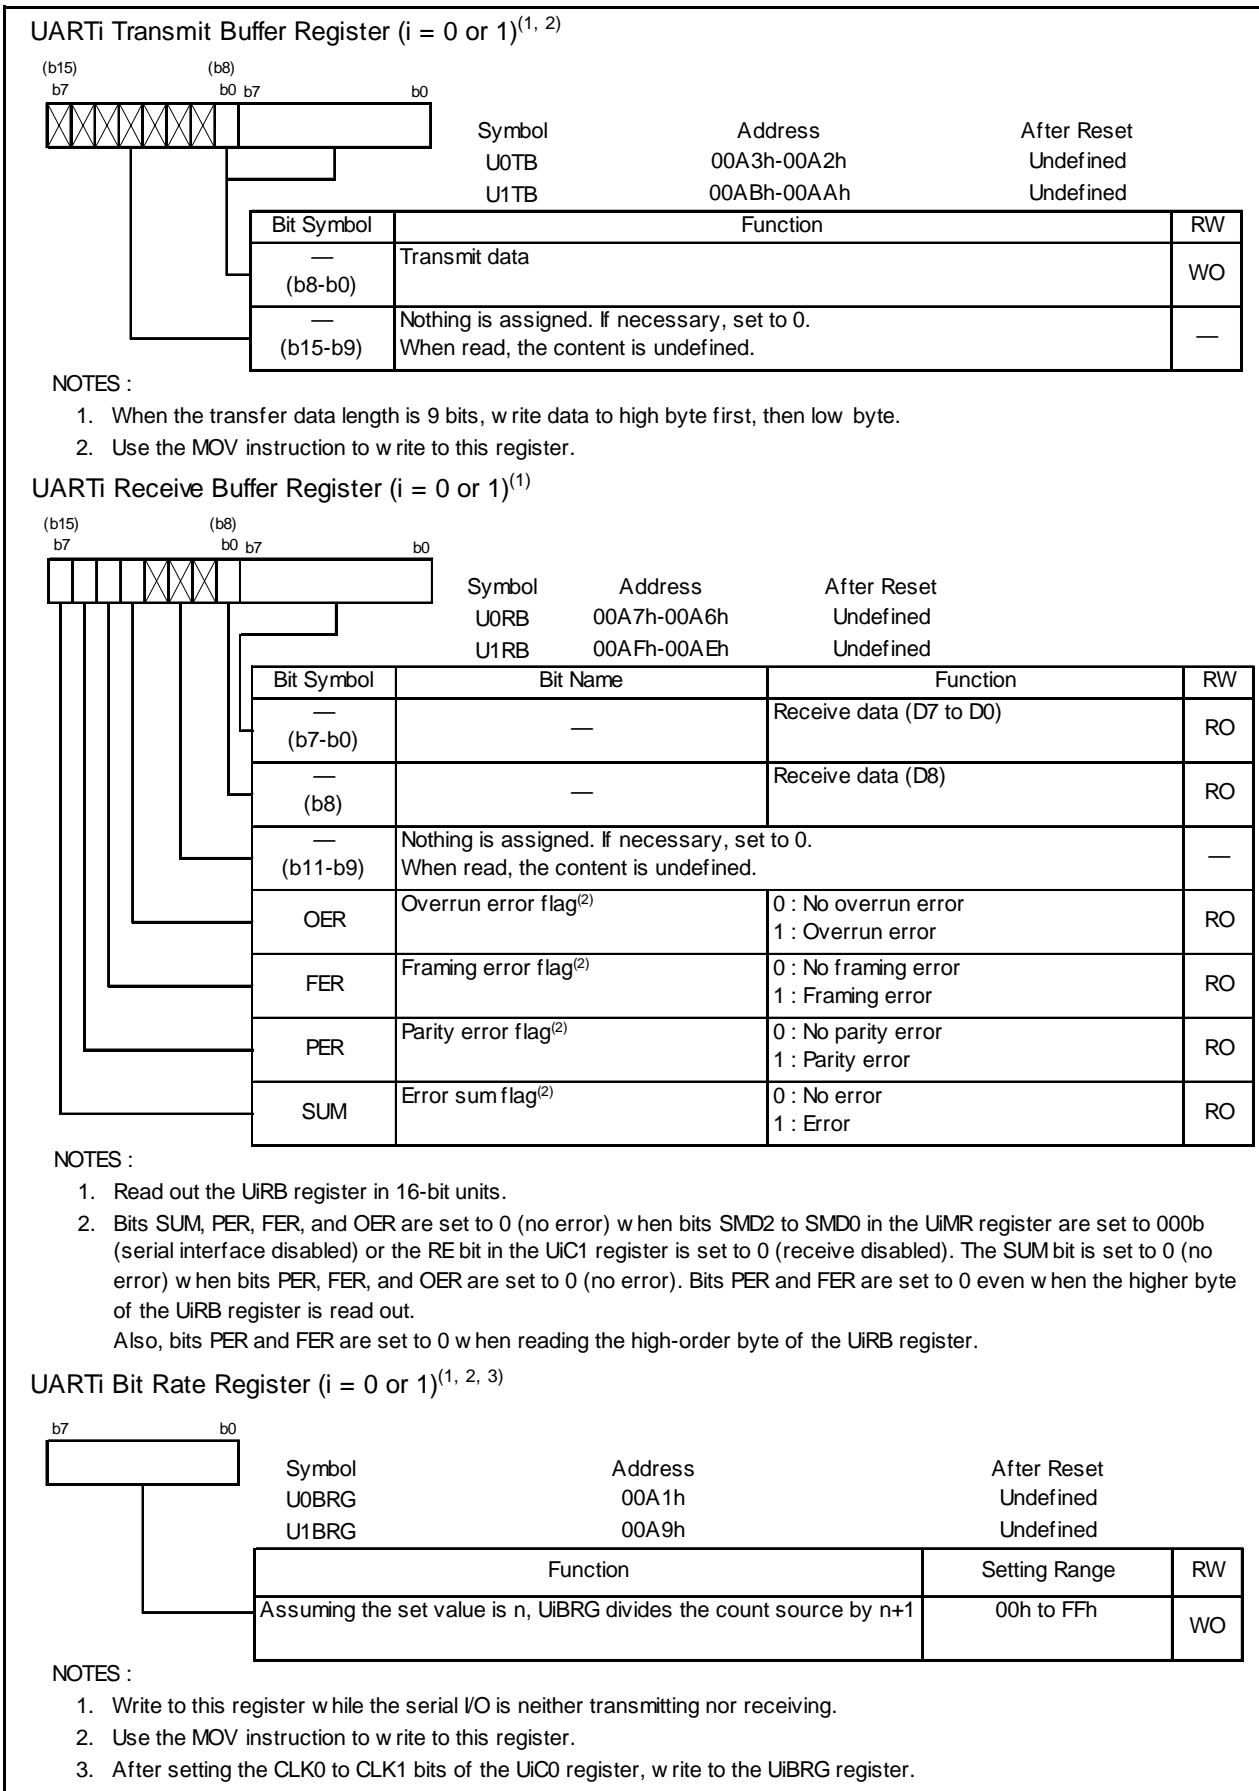 UARTi Transmit Buffer Register (i = 0 or 1)(1, 2)
(b15) (b8)
b7 b0 b7 b0
Symbol Address After Reset
U0TB 00A3h-00A2h Undefined
U1TB 00ABh-00AAh Undefined
Bit Symbol Function RW
— Transmit data
(b8-b0) WO
— Nothing is assigned. If necessary, set to 0.
(b15-b9) When read, the content is undefined. —
NOTES :
1. When the transfer data length is 9 bits, write data to high byte first, then low byte.
2. Use the MOV instruction to write to this register.
UARTi Receive Buffer Register (i = 0 or 1)(1)
(b15) (b8)
b7 b0 b7 b0
Symbol Address After Reset
U0RB 00A7h-00A6h Undefined
U1RB 00AFh-00AEh Undefined
Bit Symbol Bit Name Function RW
— Receive data (D7 to D0)
(b7-b0) — RO
— Receive data (D8)
(b8) — RO
— Nothing is assigned. If necessary, set to 0.
(b11-b9) When read, the content is undefined. —
OER Overrun error flag(2) 0 : No overrun error RO
1 : Overrun error
FER Framing error flag(2) 0 : No framing error RO
1 : Framing error
PER Parity error flag(2) 0 : No parity error RO
1 : Parity error
SUM Error sum flag(2) 0 : No error RO
1 : Error
NOTES :
1. Read out the UiRB register in 16-bit units.
2. Bits SUM, PER, FER, and OER are set to 0 (no error) when bits SMD2 to SMD0 in the UiMR register are set to 000b
(serial interface disabled) or the RE bit in the UiC1 register is set to 0 (receive disabled). The SUM bit is set to 0 (no
error) when bits PER, FER, and OER are set to 0 (no error). Bits PER and FER are set to 0 even when the higher byte
of the UiRB register is read out.
Also, bits PER and FER are set to 0 when reading the high-order byte of the UiRB register.
UARTi Bit Rate Register (i = 0 or 1)(1, 2, 3)
b7 b0
Symbol Address After Reset
U0BRG 00A1h Undefined
U1BRG 00A9h Undefined
Function Setting Range RW
Assuming the set value is n, UiBRG divides the count source by n+1 00h to FFh WO
NOTES :
1. Write to this register while the serial I/O is neither transmitting nor receiving.
2. Use the MOV instruction to write to this register.
3. After setting the CLK0 to CLK1 bits of the UiC0 register, write to the UiBRG register.